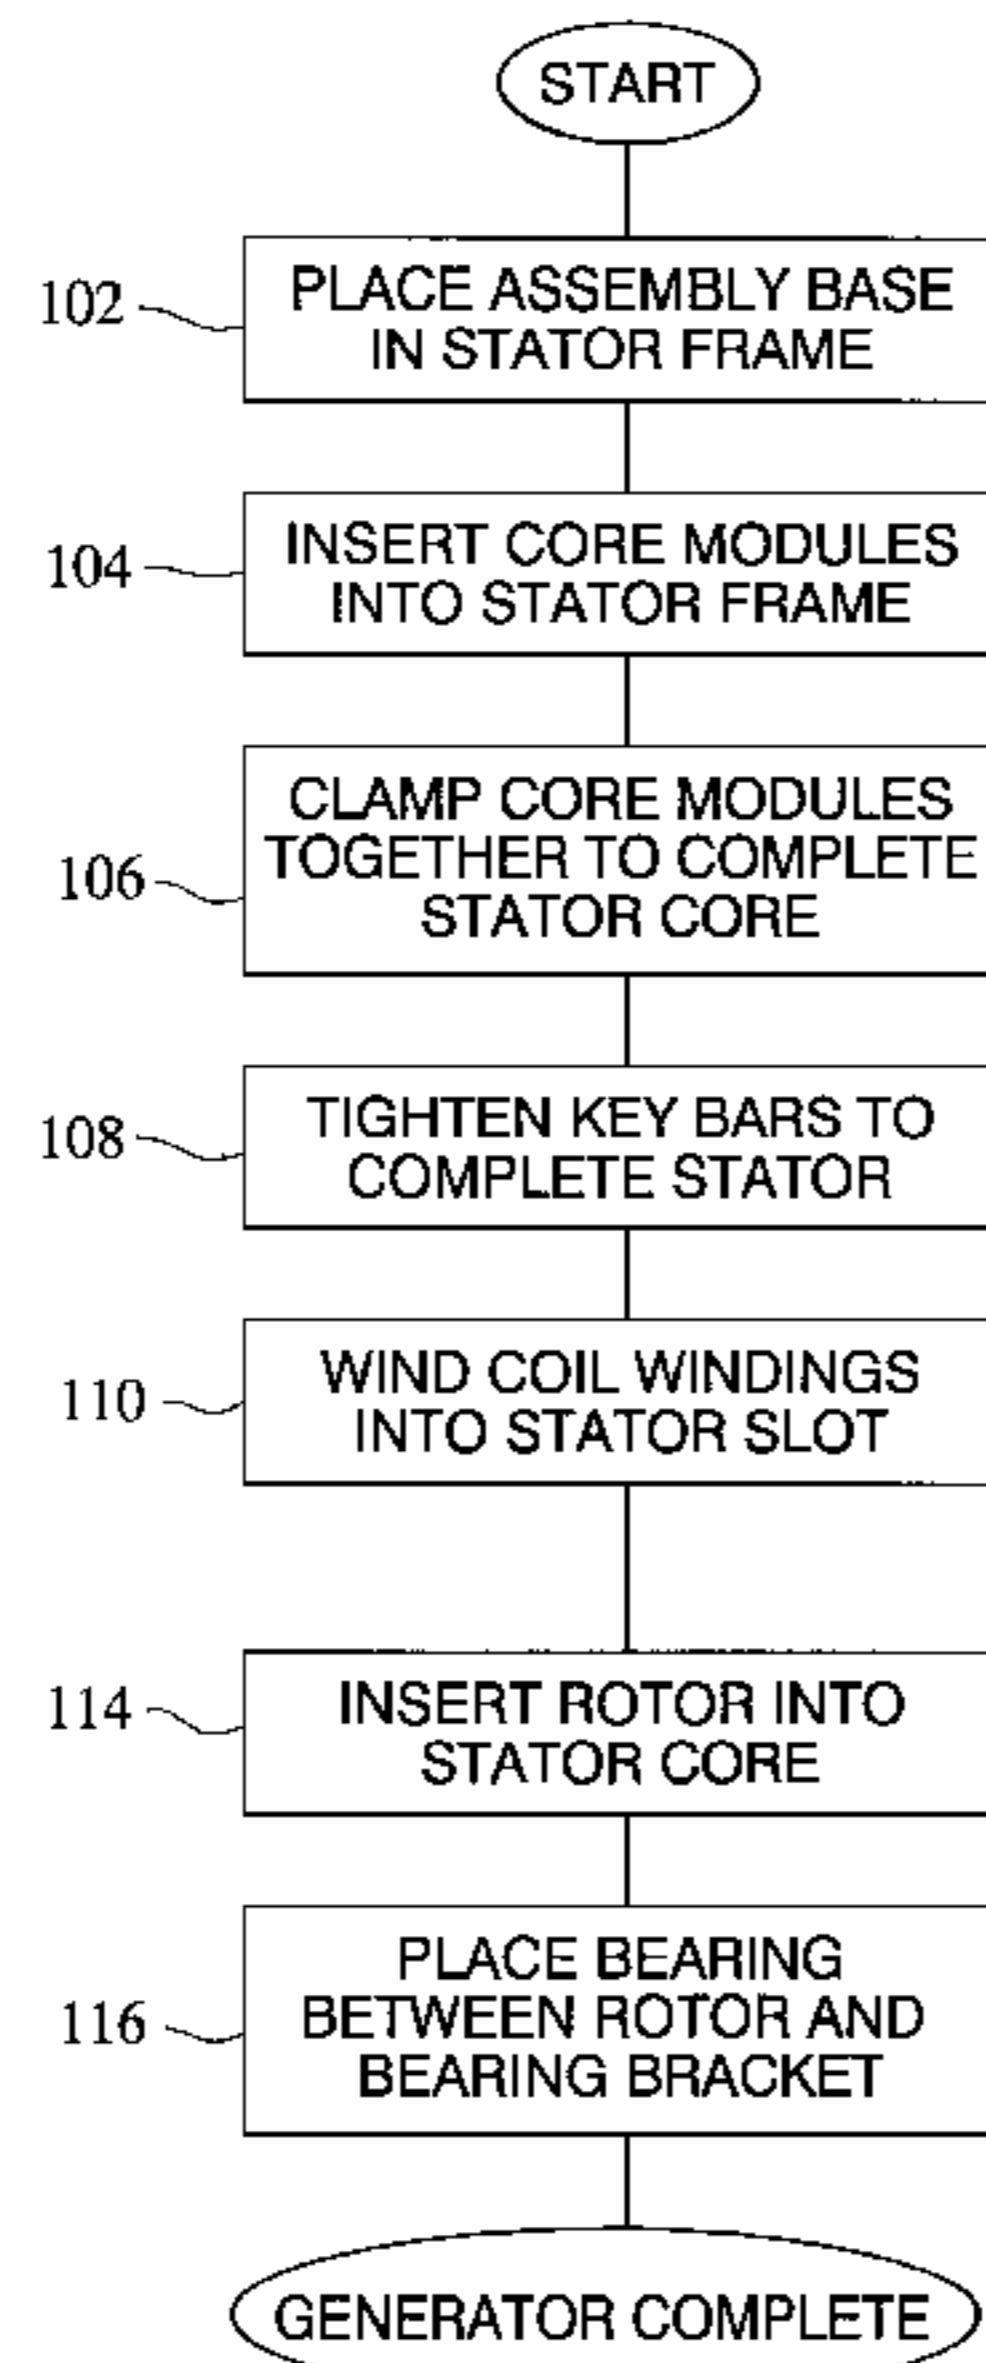 START
102
PLACE ASSEMBLY BASE
IN STATOR FRAME
104
INSERT CORE MODULES
INTO STATOR FRAME
106
CLAMP CORE MODULES
TOGETHER TO COMPLETE
STATOR CORE
108
TIGHTEN KEY BARS TO
COMPLETE STATOR
110
WIND COIL WINDINGS
INTO STATOR SLOT
114
INSERT ROTOR INTO
STATOR CORE
116
PLACE BEARING
BETWEEN ROTOR AND
BEARING BRACKET
GENERATOR COMPLETE